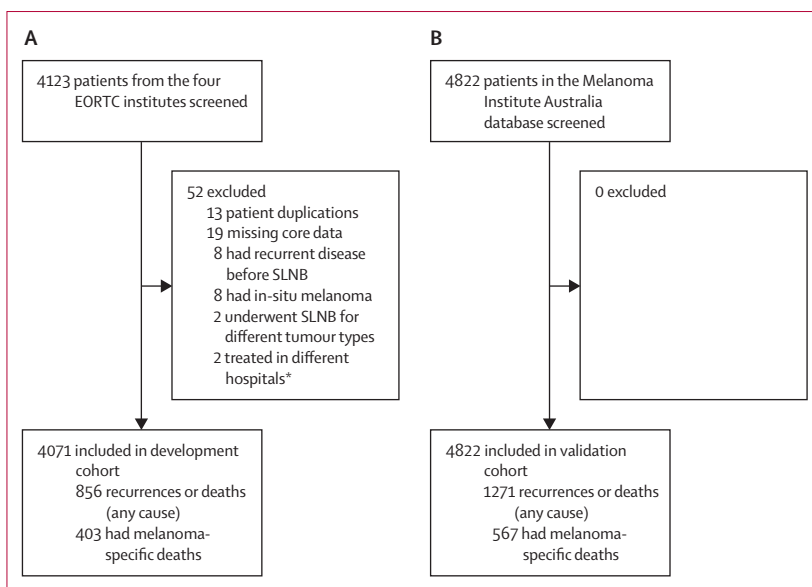 A
4123 patients from the four
EORTC institutes screened
52 excluded
13 patient duplications
19 missing core data
8 had recurrent disease
before SLNB
8 had in-situ melanoma
2 underwent SLNB for
different tumour types
2 treated in different
hospitals*
4071 included in development
cohort
856 recurrences or deaths
(any cause)
403 had melanoma-
specific deaths
B
4822 patients in the Melanoma
Institute Australia
database screened
0 excluded
4822 included in validation
cohort
1271 recurrences or deaths
(any cause)
567 had melanoma-
specific deaths